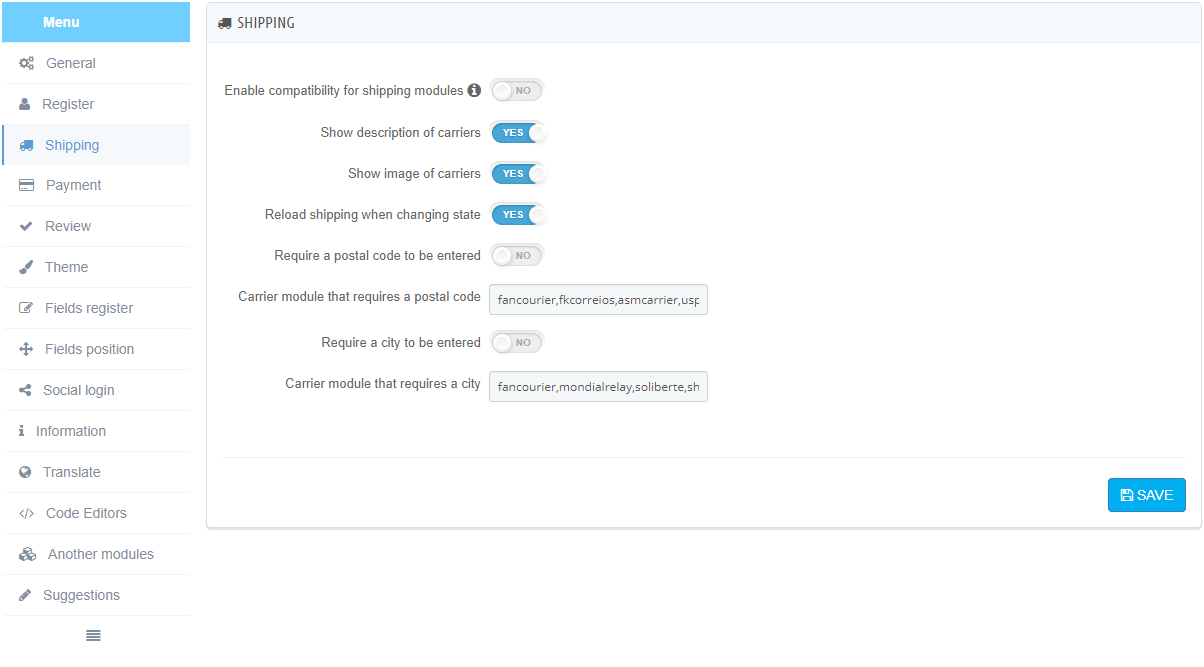 Menu
General
Register
Shipping
Payment
Review
Theme
Fields register
Fields position
Social login
Information
Translate
Code Editors
Another modules
Suggestions
SHIPPING
Enable compatibility for shipping modules NO
Show description of carriers YES
Show image of carriers YES
Reload shipping when changing state YES
Require a postal code to be entered NO
Carrier module that requires a postal code fancourier,fkcorreios,asmcarrier,usp
Require a city to be entered NO
Carrier module that requires a city fancourier,mondialrelay,soliberte,sh
SAVE